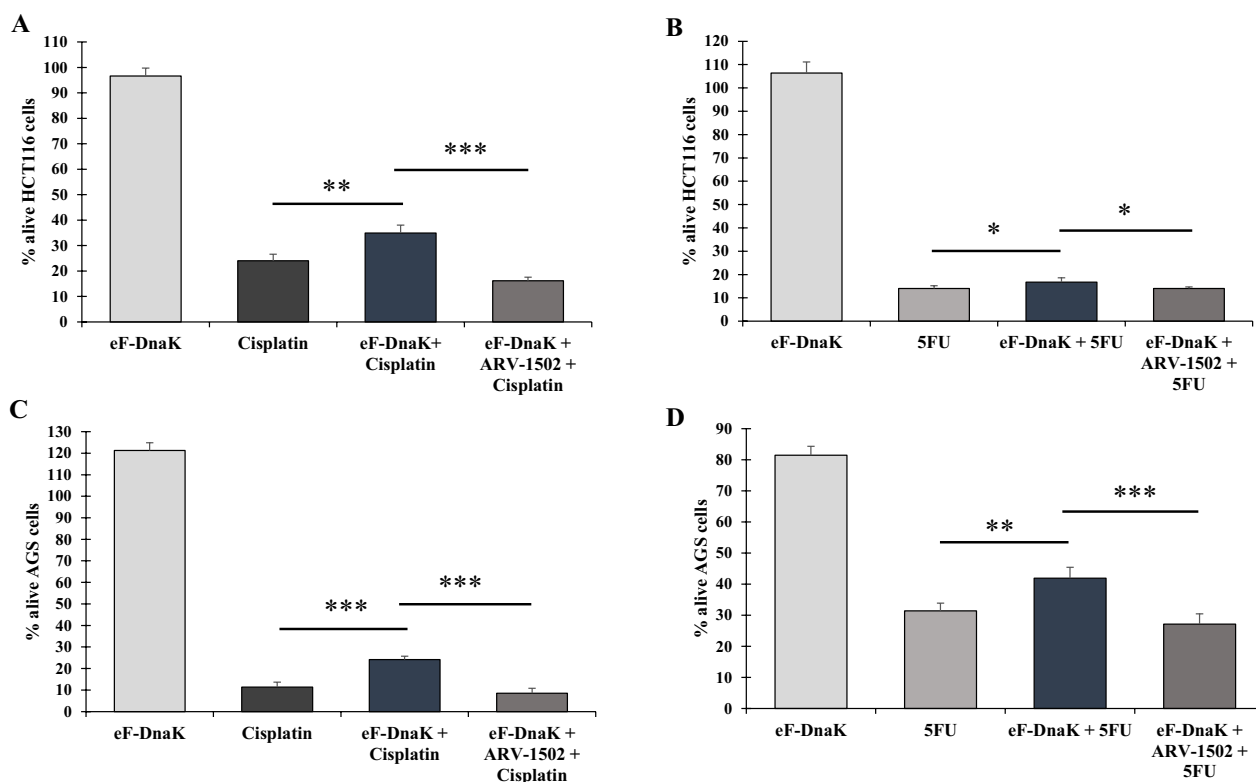 A
% alive HCT116 cells
110
100
90
80
70
60
50
40
30
20
10
0
**
***
eF-DnaK
Cisplatin
eF-DnaK+
Cisplatin
eF-DnaK +
ARV-1502 +
Cisplatin
B
% alive HCT116 cells
120
110
100
90
80
70
60
50
40
30
20
10
0
*
*
eF-DnaK
5FU
eF-DnaK + 5FU
eF-DnaK +
ARV-1502 +
5FU
C
% alive AGS cells
130
120
110
100
90
80
70
60
50
40
30
20
10
0
***
***
eF-DnaK
Cisplatin
eF-DnaK +
Cisplatin
eF-DnaK +
ARV-1502 +
Cisplatin
D
% alive AGS cells
90
80
70
60
50
40
30
20
10
0
**
***
eF-DnaK
5FU
eF-DnaK + 5FU
eF-DnaK +
ARV-1502 +
5FU